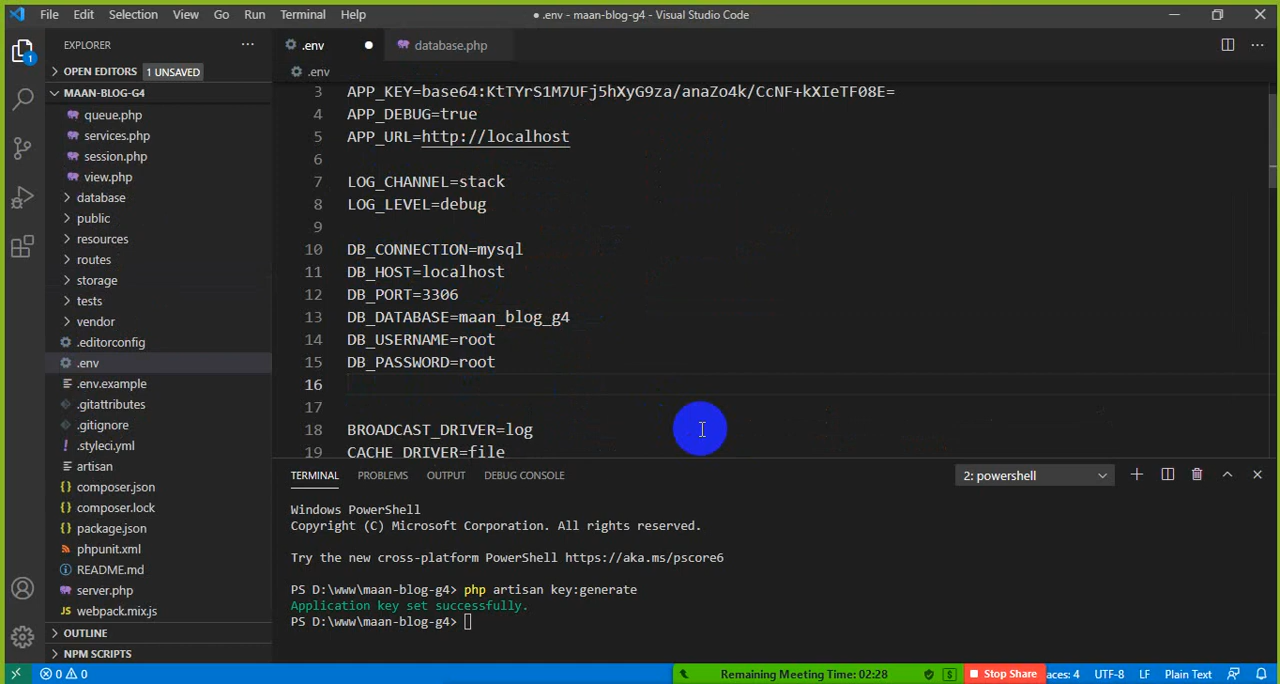 File Edit Selection View Go Run Terminal Help
● .env - maan-blog-g4 - Visual Studio Code
EXPLORER
OPEN EDITORS 1 UNSAVED
MAAN-BLOG-G4
queue.php
services.php
session.php
view.php
database
public
resources
routes
storage
tests
vendor
.editorconfig
.env
.env.example
.gitattributes
.gitignore
.styleci.yml
artisan
composer.json
composer.lock
package.json
phpunit.xml
README.md
server.php
webpack.mix.js
OUTLINE
NPM SCRIPTS
.env database.php
.env
3 APP_KEY=base64:KtTYrS1M7UFj5hXyG9za/anaZo4k/CcNF+kXIeTF08E=
4 APP_DEBUG=true
5 APP_URL=http://localhost
6
7 LOG_CHANNEL=stack
8 LOG_LEVEL=debug
9
10 DB_CONNECTION=mysql
11 DB_HOST=localhost
12 DB_PORT=3306
13 DB_DATABASE=maan_blog_g4
14 DB_USERNAME=root
15 DB_PASSWORD=root
16
17
18 BROADCAST_DRIVER=log
19 CACHE_DRIVER=file
TERMINAL PROBLEMS OUTPUT DEBUG CONSOLE 2: powershell
Windows PowerShell
Copyright (C) Microsoft Corporation. All rights reserved.
Try the new cross-platform PowerShell https://aka.ms/pscore6
PS D:\www\maan-blog-g4> php artisan key:generate
Application key set successfully.
PS D:\www\maan-blog-g4>
0 0 Remaining Meeting Time: 02:28 Stop Share aces: 4 UTF-8 LF Plain Text